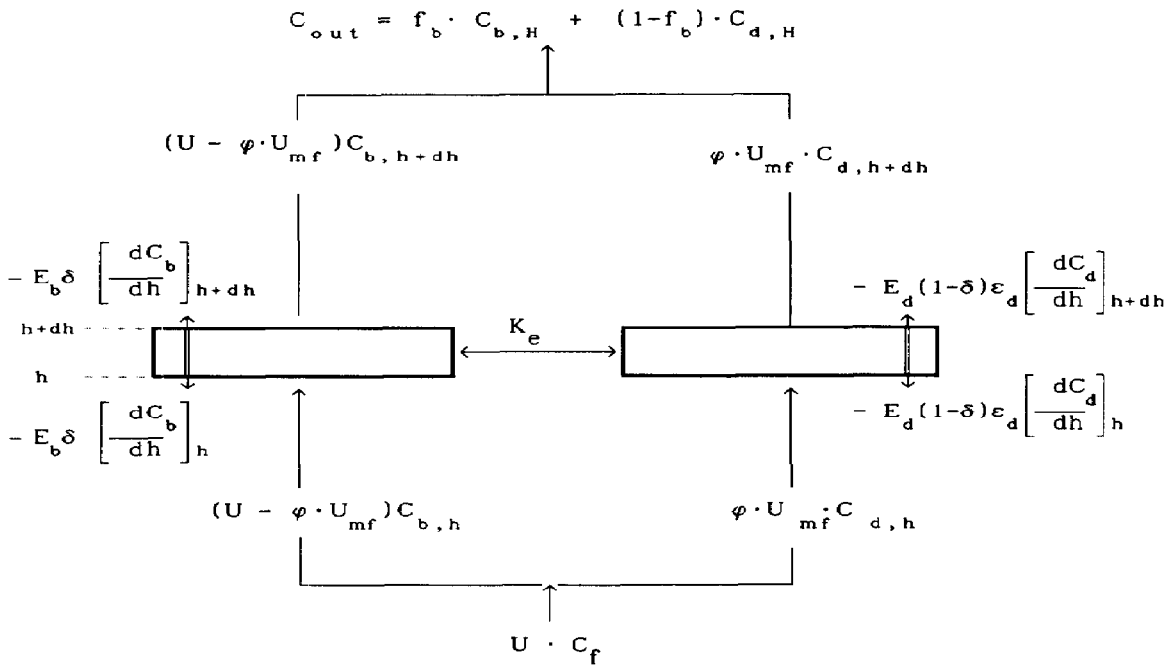 C_out = f_b · C_b,H + (1-f_b) · C_d,H
(U - φ·U_mf)C_b,h+dh
φ·U_mf·C_d,h+dh
- E_b δ [dC_b/dh]_h+dh
- E_d(1-δ)ε_d[dC_d/dh]_h+dh
h+dh
K_e
h
- E_b δ [dC_b/dh]_h
- E_d(1-δ)ε_d[dC_d/dh]_h
(U - φ·U_mf)C_b,h
φ·U_mf·C_d,h
U · C_f